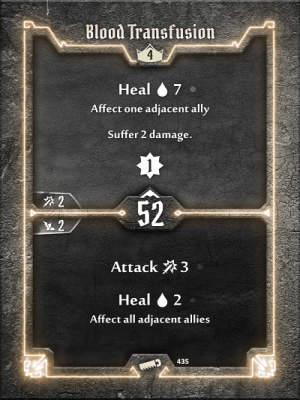 Blood Transfusion
4
Heal 7
Affect one adjacent ally
Suffer 2 damage.
1
2
52
2
Attack 3
Heal 2
Affect all adjacent allies
435